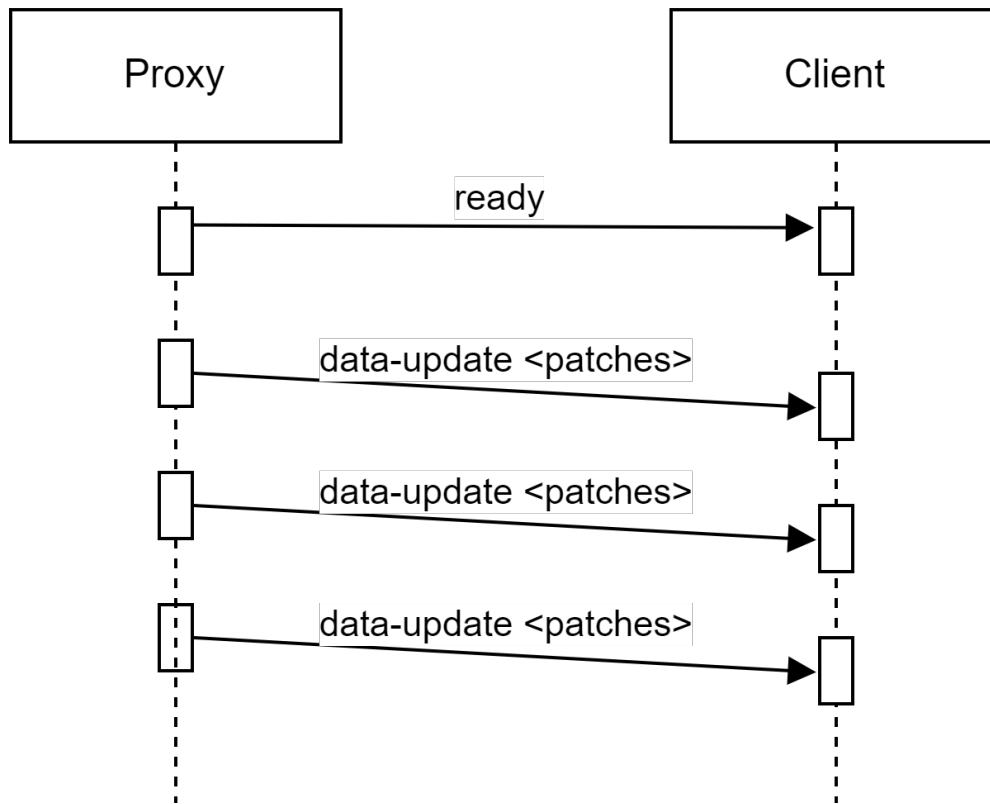 Proxy
Client
ready
data-update <patches>
data-update <patches>
data-update <patches>